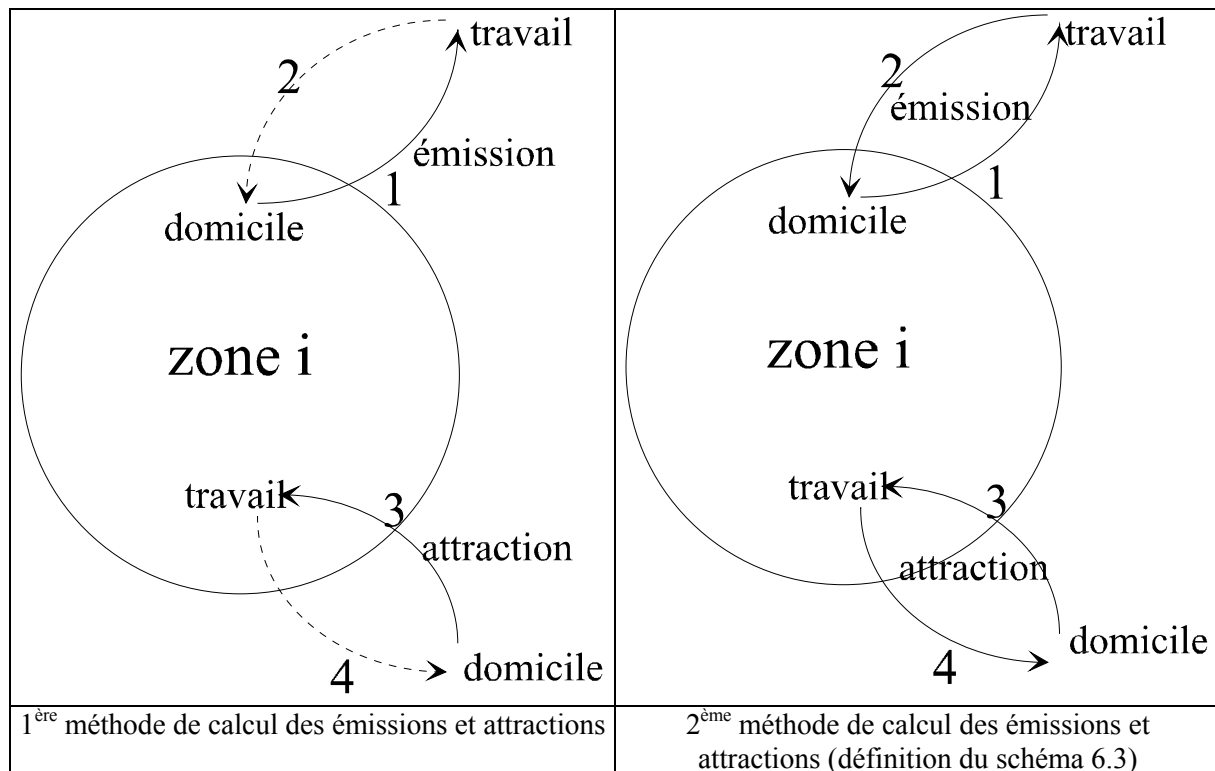 travail
2
émission
1
domicile
zone i
travail
3
attraction
4
domicile
1ère méthode de calcul des émissions et attractions
travail
2
émission
1
domicile
zone i
travail
3
attraction
4
domicile
2ème méthode de calcul des émissions et
attractions (définition du schéma 6.3)